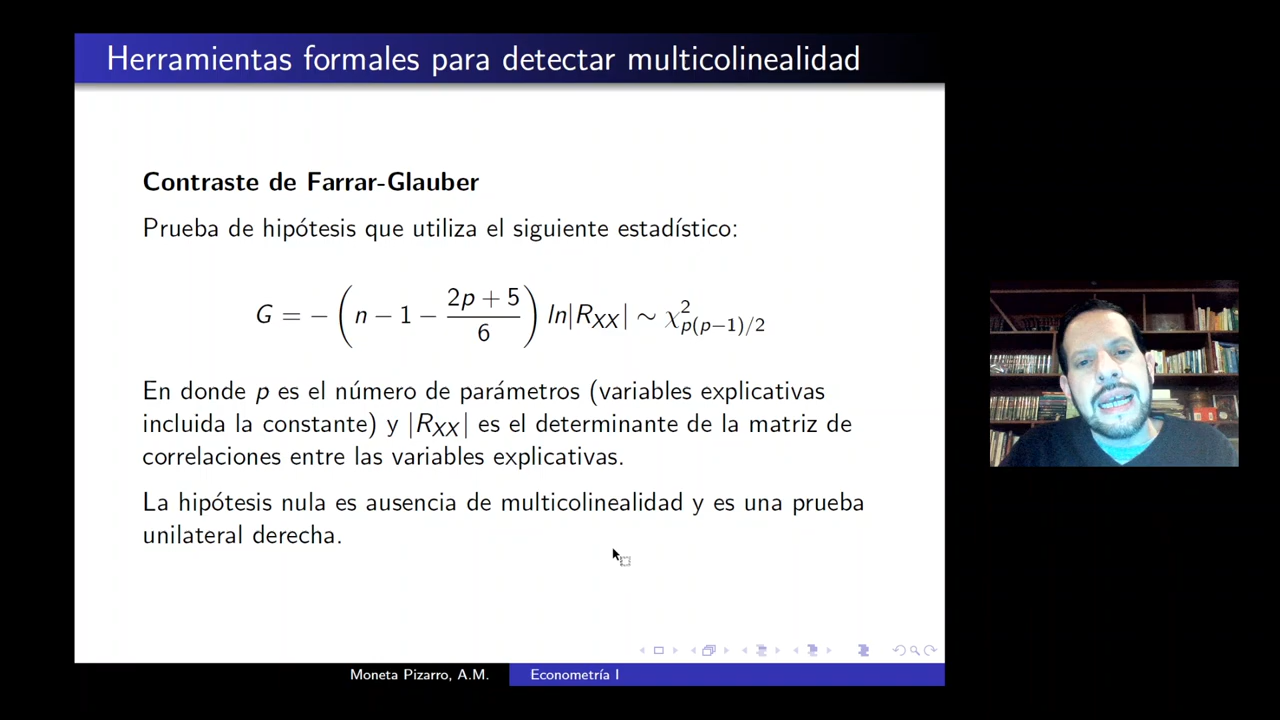 Herramientas formales para detectar multicolinealidad
Contraste de Farrar-Glauber
Prueba de hipótesis que utiliza el siguiente estadístico:
G = − (n − 1 − (2p + 5)/6) ln|R_XX| ∼ χ²_{p(p−1)/2}
En donde p es el número de parámetros (variables explicativas
incluida la constante) y |R_XX| es el determinante de la matriz de
correlaciones entre las variables explicativas.
La hipótesis nula es ausencia de multicolinealidad y es una prueba
unilateral derecha.
Moneta Pizarro, A.M.
Econometría I